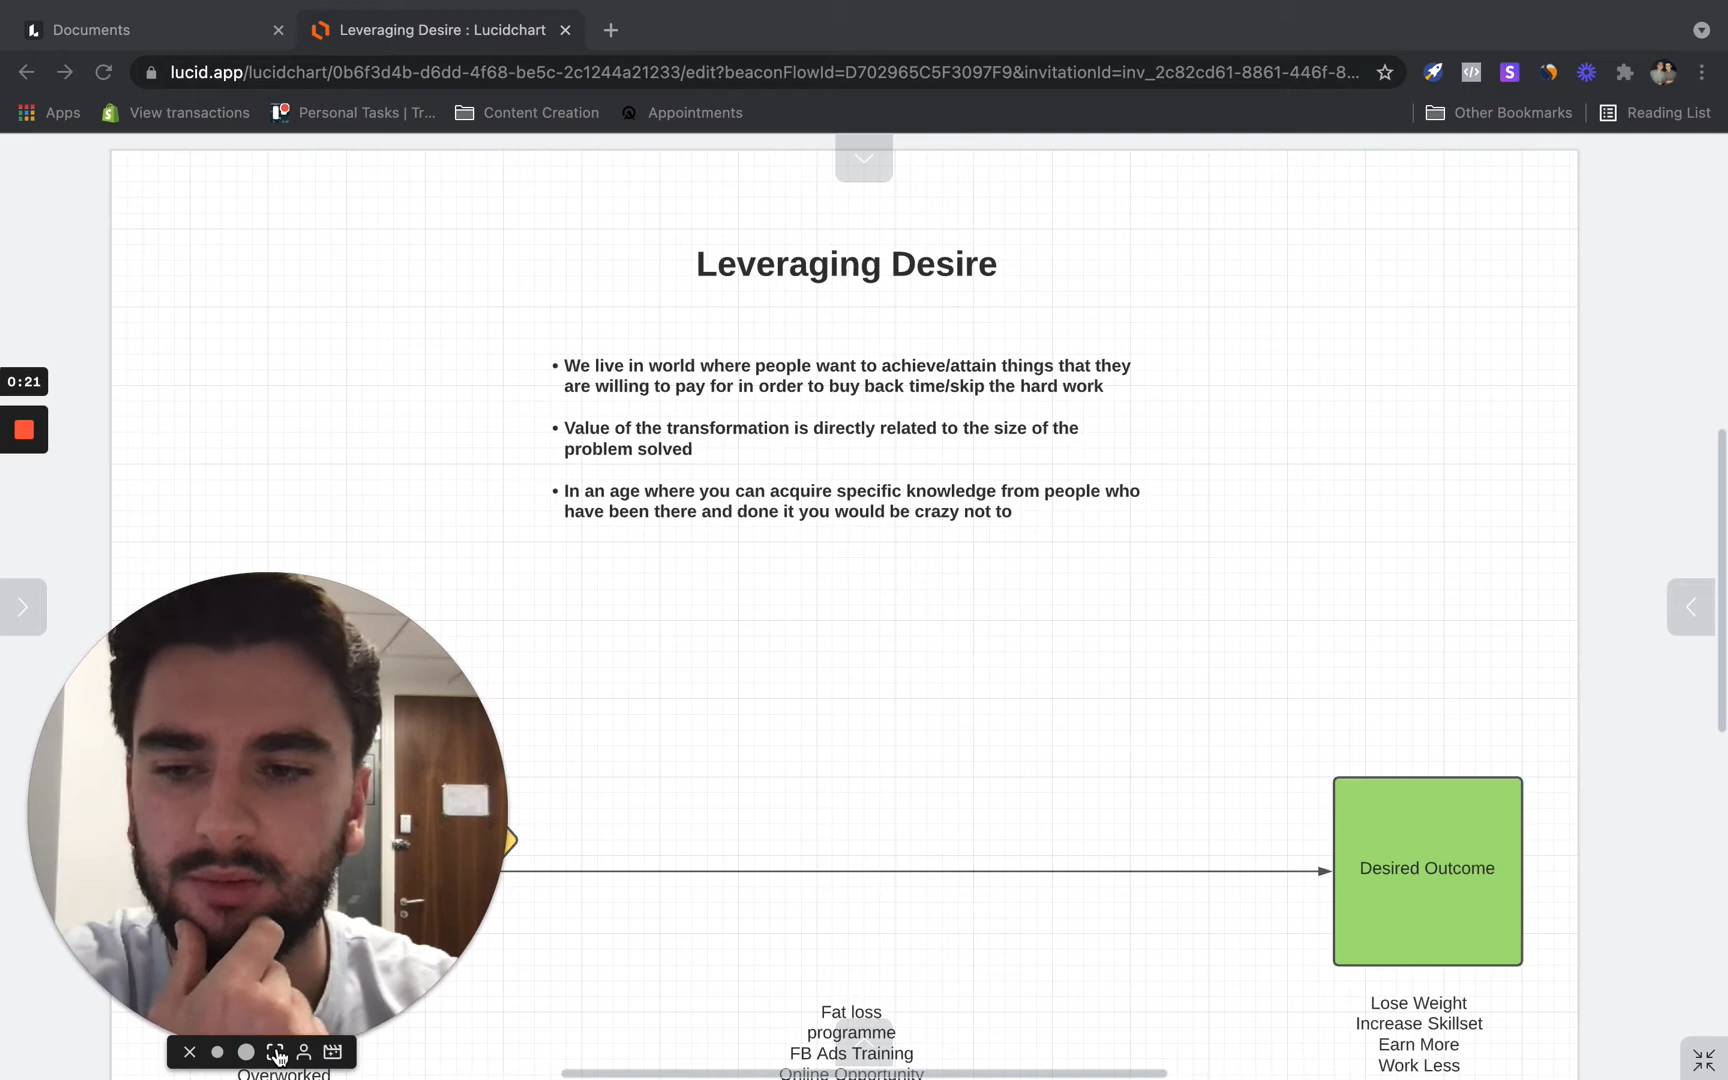 Documents
Leveraging Desire : Lucidchart
lucid.app/lucidchart/0b6f3d4b-d6dd-4f68-be5c-2c1244a21233/edit?beaconFlowId=D702965C5F3097F9&invitationId=inv_2c82cd61-8861-446f-8...
Apps
View transactions
Personal Tasks | Tr...
Content Creation
Appointments
Other Bookmarks
Reading List
Leveraging Desire
• We live in world where people want to achieve/attain things that they
are willing to pay for in order to buy back time/skip the hard work
• Value of the transformation is directly related to the size of the
problem solved
• In an age where you can acquire specific knowledge from people who
have been there and done it you would be crazy not to
0:21
Desired Outcome
Fat loss
programme
FB Ads Training
Online Opportunity
Lose Weight
Increase Skillset
Earn More
Work Less
Overworked